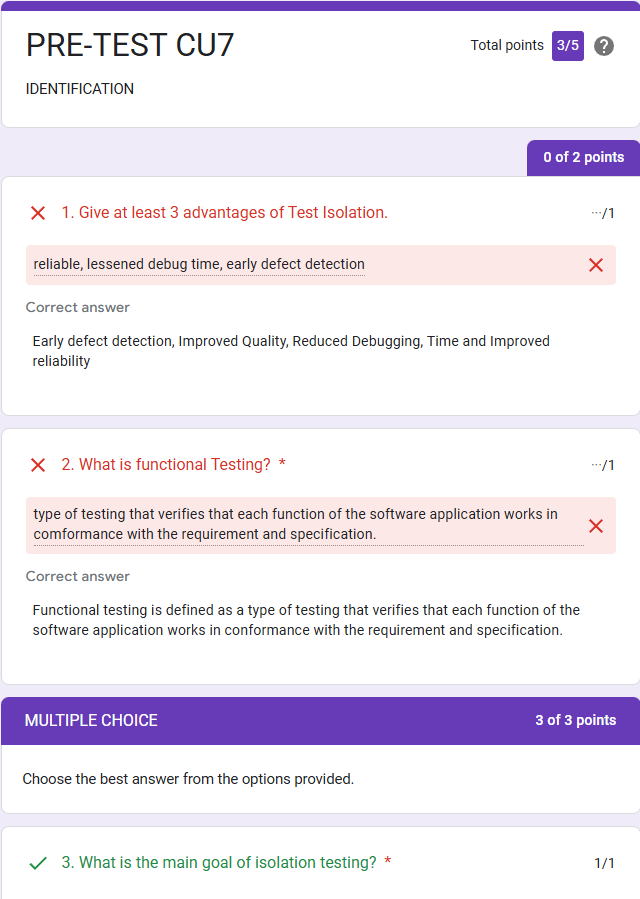 PRE-TEST CU7
Total points 3/5 ?
IDENTIFICATION
0 of 2 points
1. Give at least 3 advantages of Test Isolation.
···/1
reliable, lessened debug time, early defect detection
Correct answer
Early defect detection, Improved Quality, Reduced Debugging, Time and Improved
reliability
2. What is functional Testing? *
···/1
type of testing that verifies that each function of the software application works in
comformance with the requirement and specification.
Correct answer
Functional testing is defined as a type of testing that verifies that each function of the
software application works in conformance with the requirement and specification.
MULTIPLE CHOICE
3 of 3 points
Choose the best answer from the options provided.
3. What is the main goal of isolation testing? *
1/1